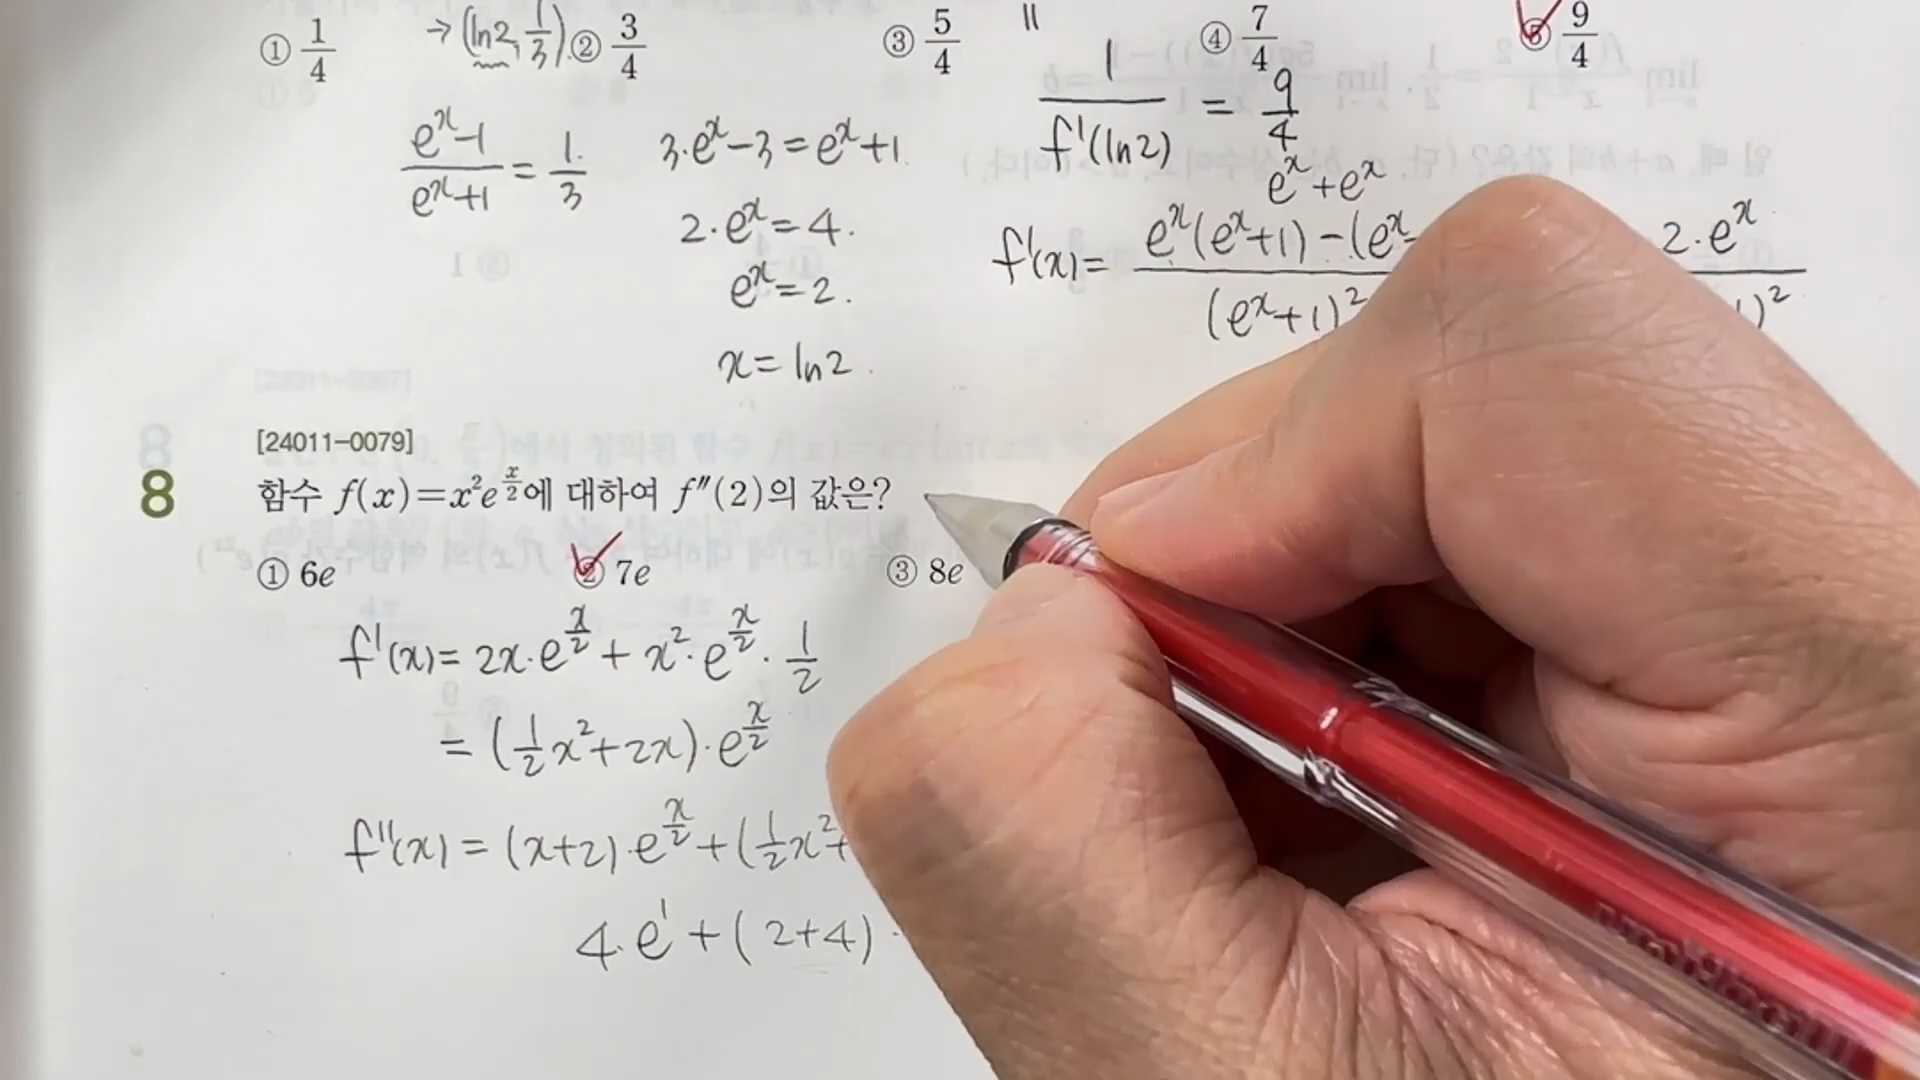 ① 1/4 → (ln2, 1/3). ② 3/4 ③ 5/4 ④ 7/4 ⑤ 9/4
"
1/f'(ln2) = 9/4
(e^x-1)/(e^x+1) = 1/3
3·e^x-3=e^x+1
2·e^x=4.
e^x=2.
x=ln2.
e^x+e^x
f'(x)= e^x(e^x+1)-(e^x- 2·e^x
(e^x+1)^2 )^2
[24011-0079]
8 함수 f(x)=x²e^(x/2)에 대하여 f″(2)의 값은?
① 6e ② 7e ③ 8e
f'(x)= 2x·e^(x/2) + x²·e^(x/2)·1/2
= (1/2x²+2x)·e^(x/2)
f"(x) = (x+2)·e^(x/2)+(1/2x²+
4·e^1+(2+4)·